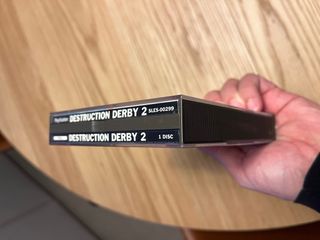 PlayStation DESTRUCTION DERBY 2 SLES-00299
DESTRUCTION DERBY 2 1 DISC